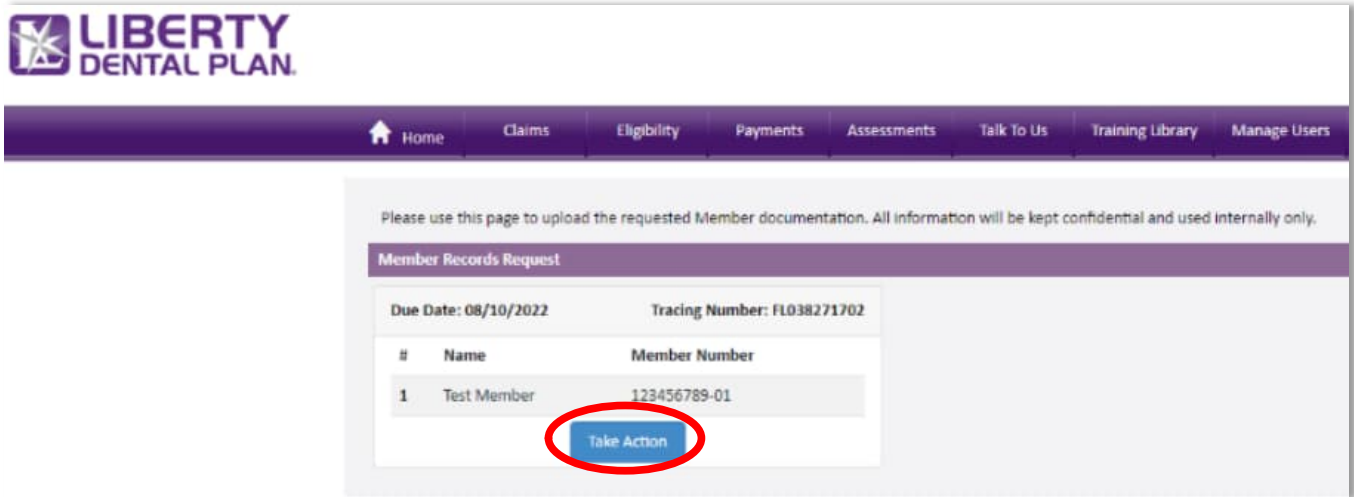 LIBERTY
DENTAL PLAN.
Home Claims Eligibility Payments Assessments Talk To Us Training Library Manage Users
Please use this page to upload the requested Member documentation. All information will be kept confidential and used internally only.
Member Records Request
Due Date: 08/10/2022 Tracing Number: FL038271702
# Name Member Number
1 Test Member 123456789-01
Take Action